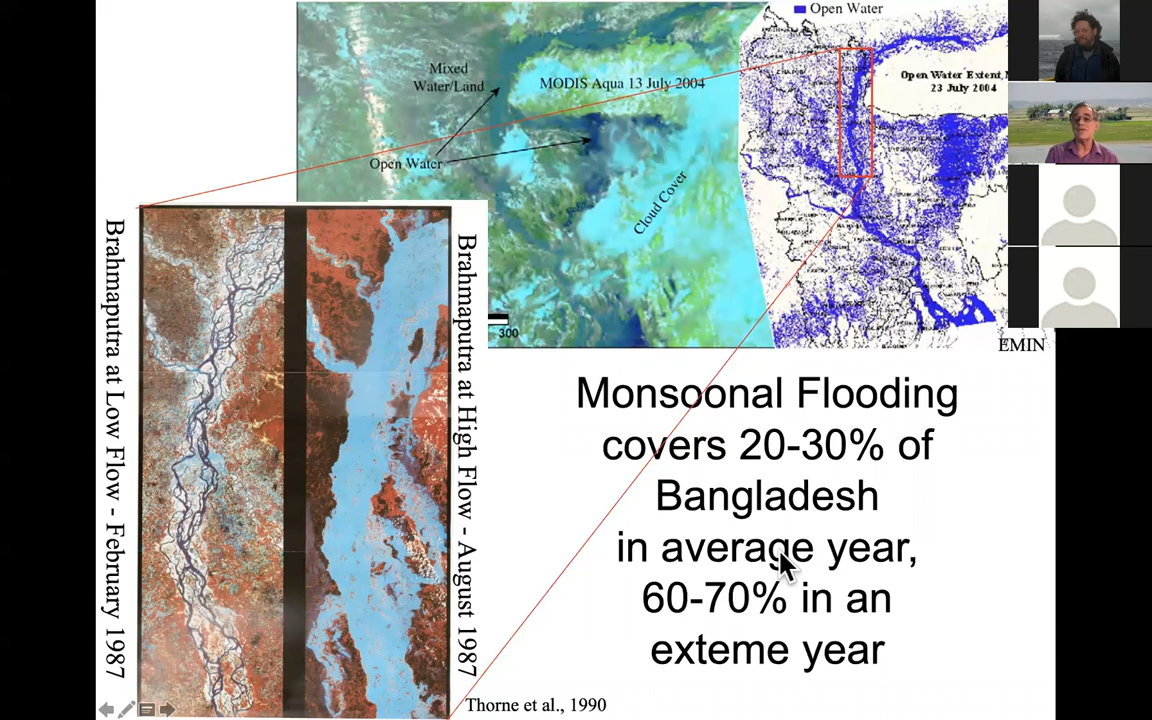 Open Water
Mixed
Water/Land
MODIS Aqua 13 July 2004
Open Water Extent,
23 July 2004
Open Water
Cloud Cover
300
EMIN
Brahmaputra at Low Flow - February 1987
Brahmaputra at High Flow - August 1987
Monsoonal Flooding
covers 20-30% of
Bangladesh
in average year,
60-70% in an
exteme year
Thorne et al., 1990